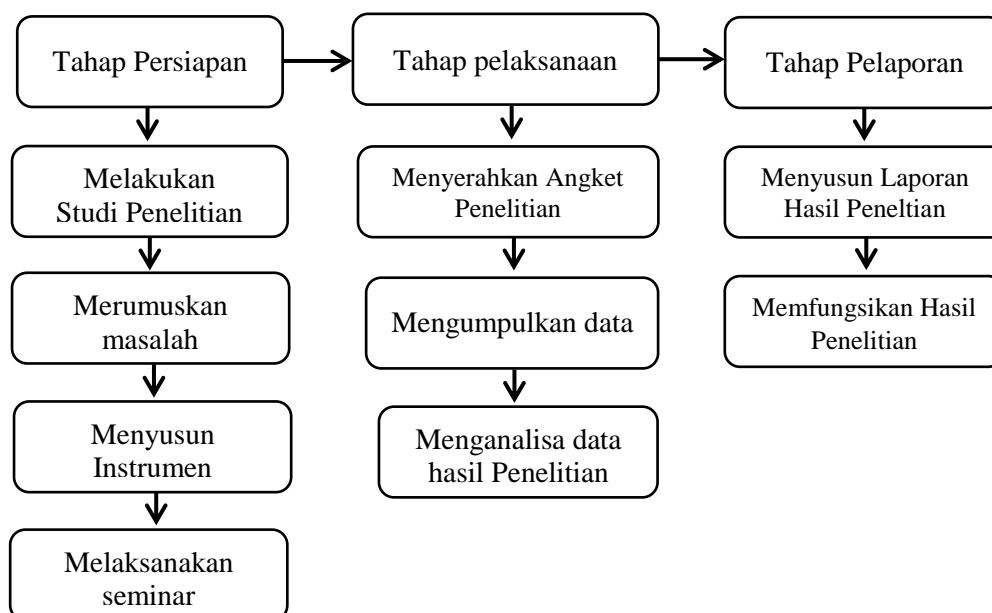 Tahap Persiapan
Tahap pelaksanaan
Tahap Pelaporan
Melakukan
Studi Penelitian
Menyerahkan Angket
Penelitian
Menyusun Laporan
Hasil Peneltian
Merumuskan
masalah
Mengumpulkan data
Memfungsikan Hasil
Penelitian
Menyusun
Instrumen
Menganalisa data
hasil Penelitian
Melaksanakan
seminar